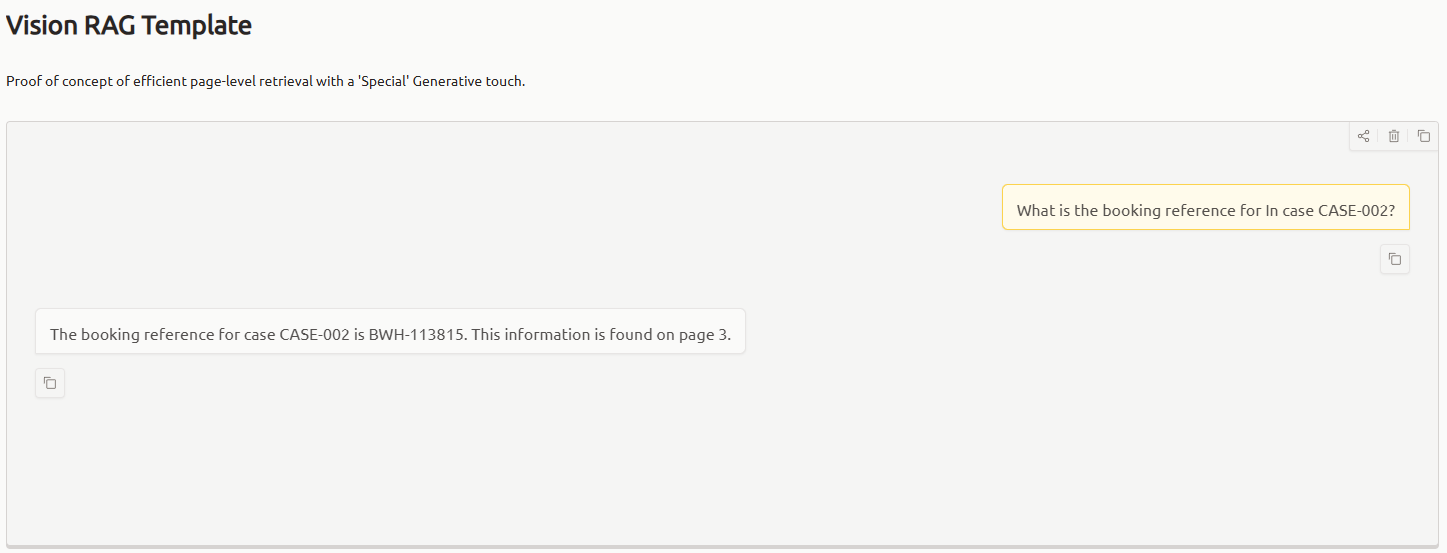 Vision RAG Template
Proof of concept of efficient page-level retrieval with a 'Special' Generative touch.
What is the booking reference for In case CASE-002?
The booking reference for case CASE-002 is BWH-113815. This information is found on page 3.